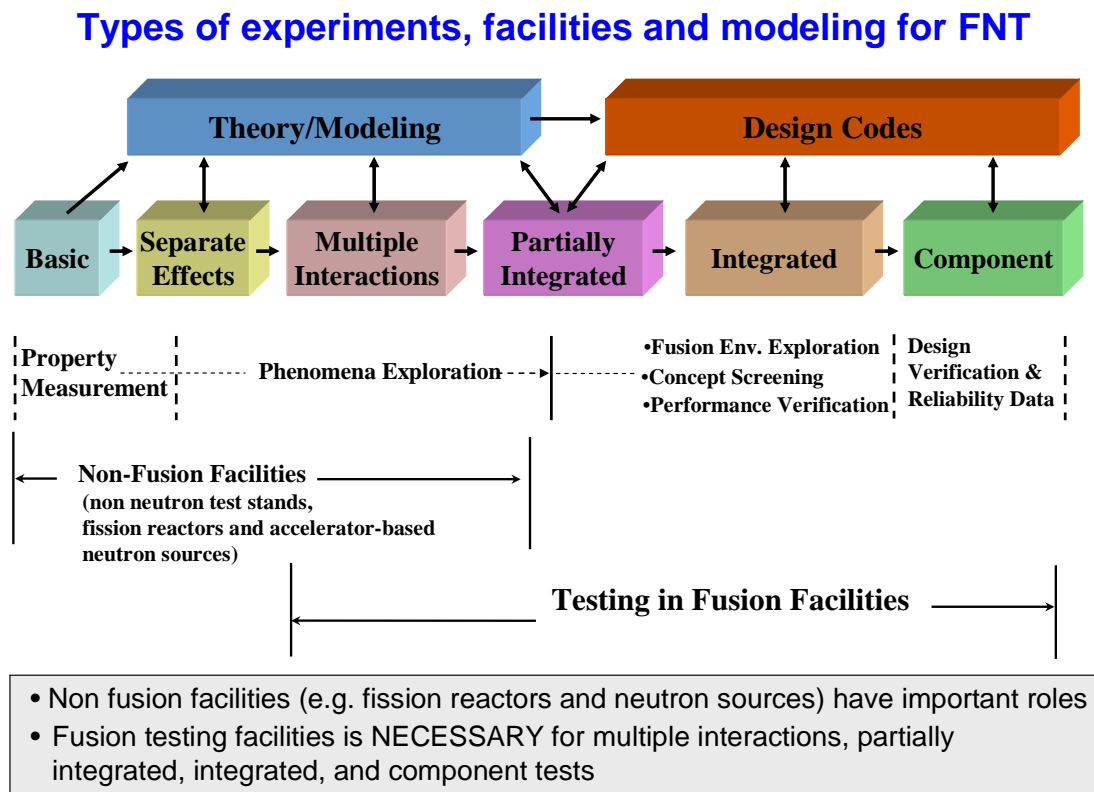 Types of experiments, facilities and modeling for FNT
Theory/Modeling
Design Codes
Basic
Separate
Effects
Multiple
Interactions
Partially
Integrated
Integrated
Component
Property
Measurement
Phenomena Exploration
•Fusion Env. Exploration
•Concept Screening
•Performance Verification
Design
Verification &
Reliability Data
Non-Fusion Facilities
(non neutron test stands,
fission reactors and accelerator-based
neutron sources)
Testing in Fusion Facilities
• Non fusion facilities (e.g. fission reactors and neutron sources) have important roles
• Fusion testing facilities is NECESSARY for multiple interactions, partially
integrated, integrated, and component tests